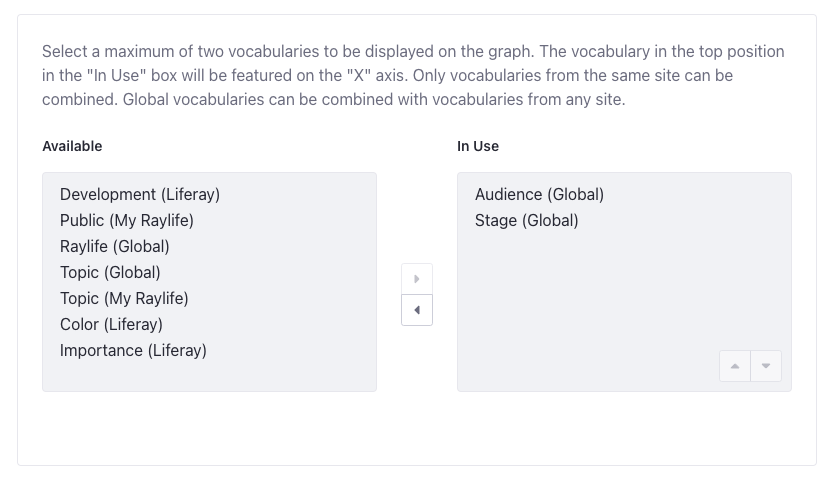 Select a maximum of two vocabularies to be displayed on the graph. The vocabulary in the top position
in the "In Use" box will be featured on the "X" axis. Only vocabularies from the same site can be
combined. Global vocabularies can be combined with vocabularies from any site.
Available
Development (Liferay)
Public (My Raylife)
Raylife (Global)
Topic (Global)
Topic (My Raylife)
Color (Liferay)
Importance (Liferay)
In Use
Audience (Global)
Stage (Global)